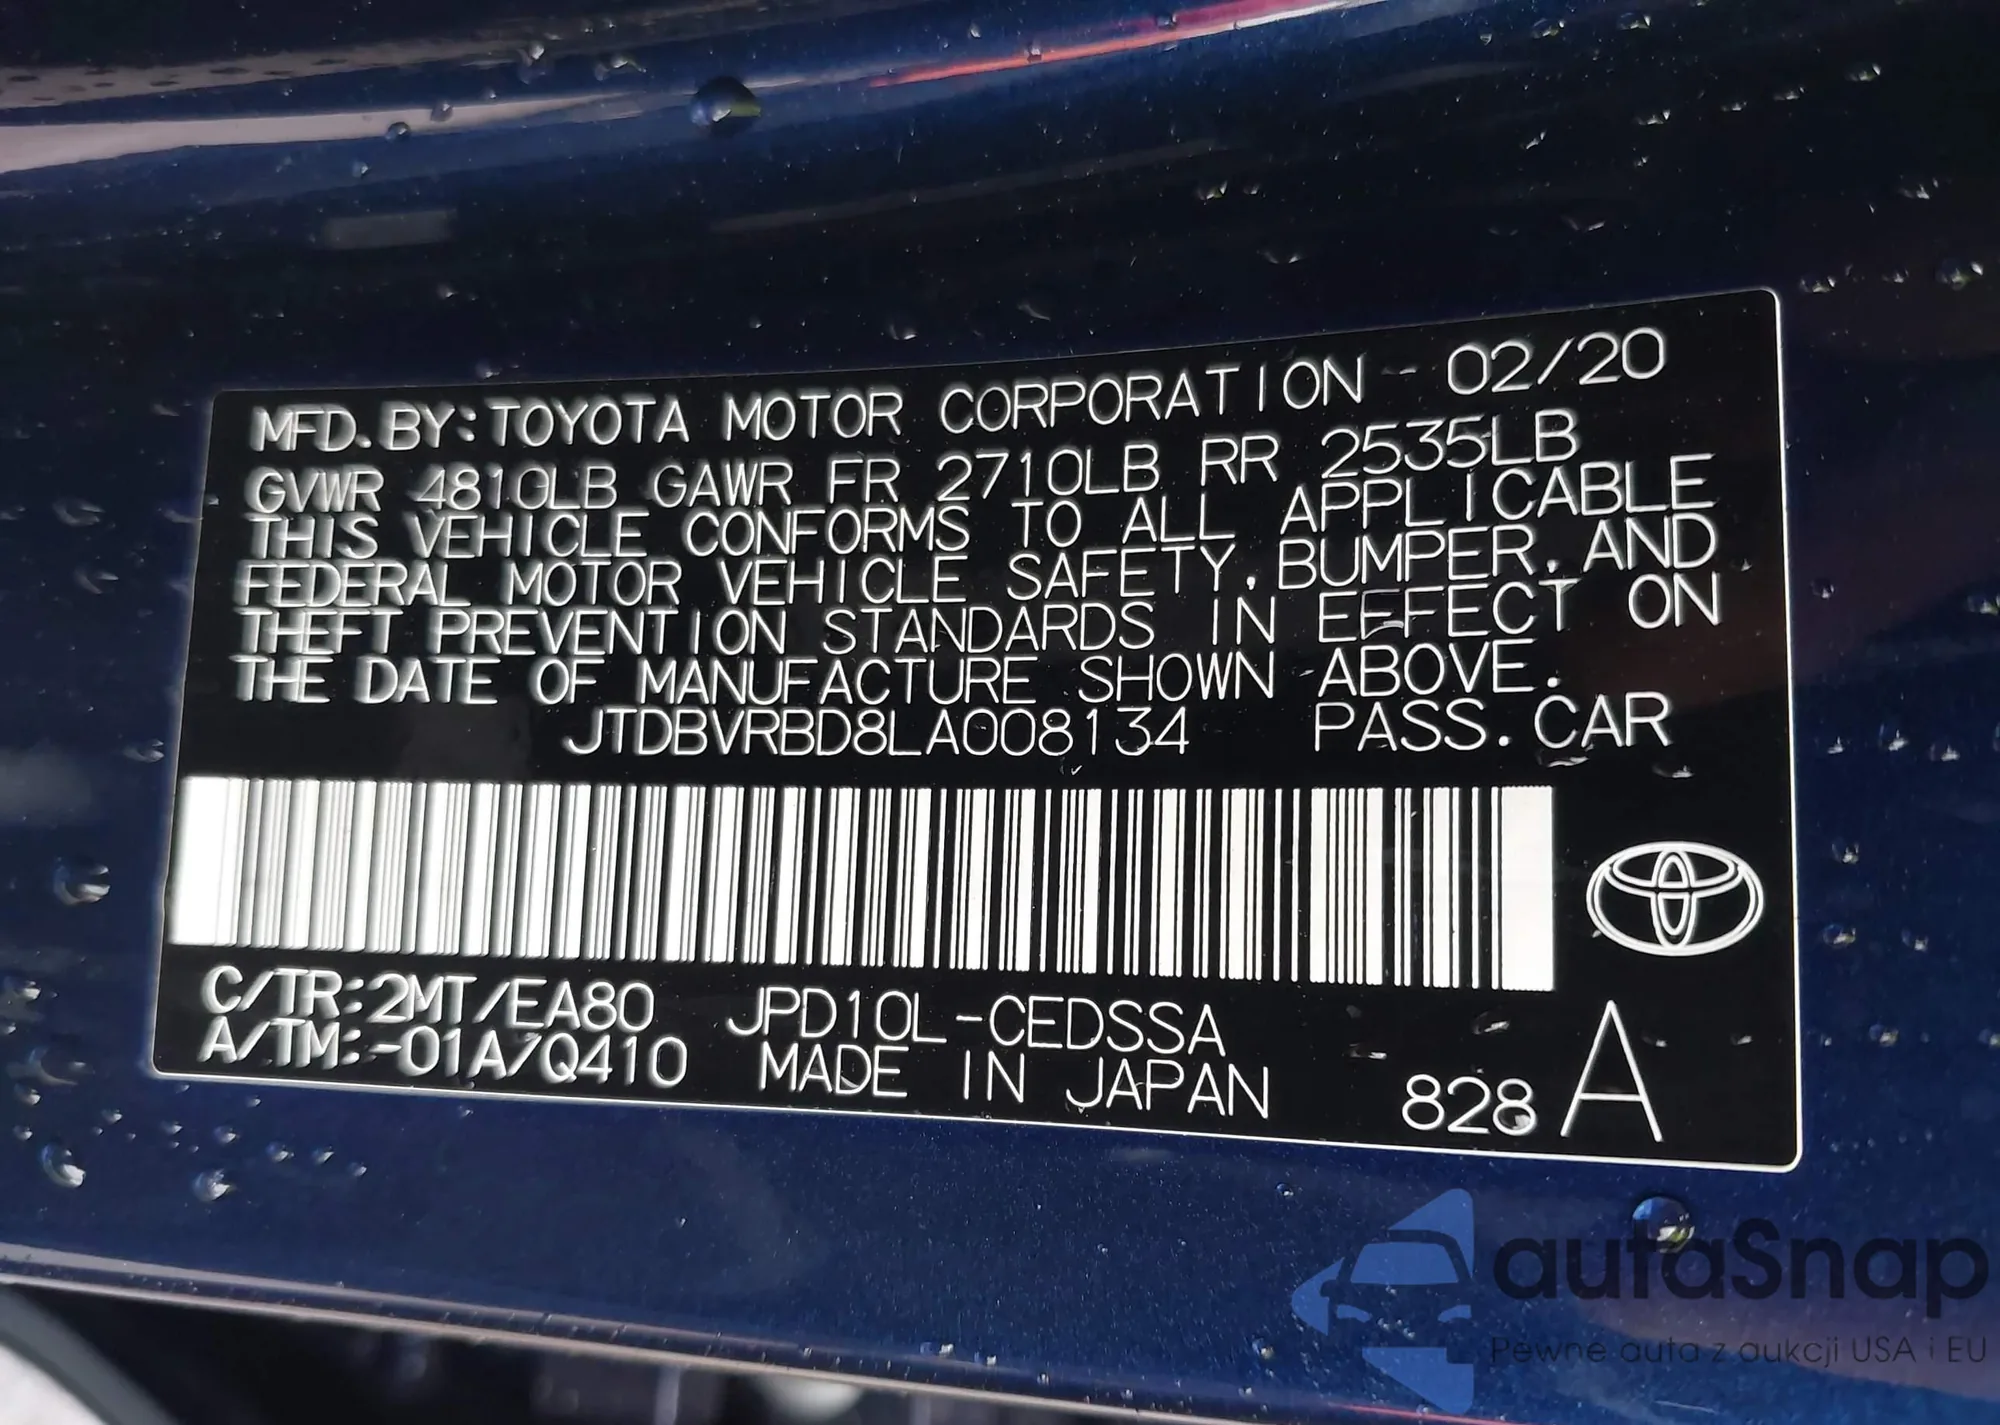 MFD. BY: TOYOTA MOTOR CORPORATION - 02/20
GVWR 4810LB GAWR FR 2710LB RR 2535LB
THIS VEHICLE CONFORMS TO ALL APPLICABLE
FEDERAL MOTOR VEHICLE SAFETY, BUMPER, AND
THEFT PREVENTION STANDARDS IN EFFECT ON
THE DATE OF MANUFACTURE SHOWN ABOVE.
JTDBVRBD8LA008134 PASS. CAR
C/TR:2MT/EA80 JPD10L-CEDSSA
A/TM:-01A/Q410 MADE IN JAPAN 828 A
autaSnap
Pewne auta z aukcji USA i EU